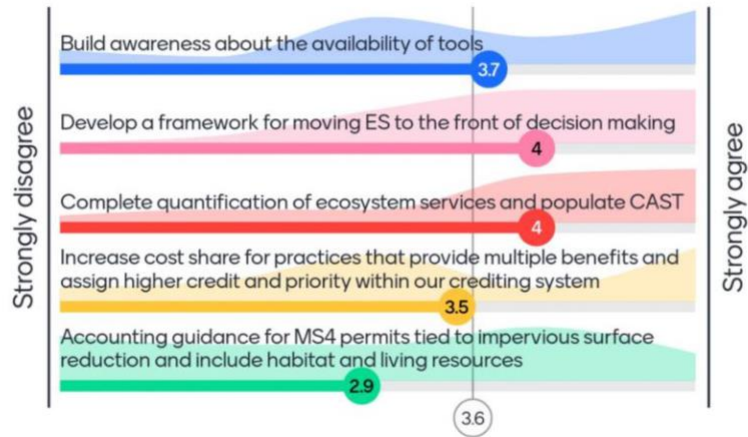 Strongly disagree
Build awareness about the availability of tools
3.7
Develop a framework for moving ES to the front of decision making
4
Complete quantification of ecosystem services and populate CAST
4
Increase cost share for practices that provide multiple benefits and
assign higher credit and priority within our crediting system
3.5
Accounting guidance for MS4 permits tied to impervious surface
reduction and include habitat and living resources
2.9
3.6
Strongly agree